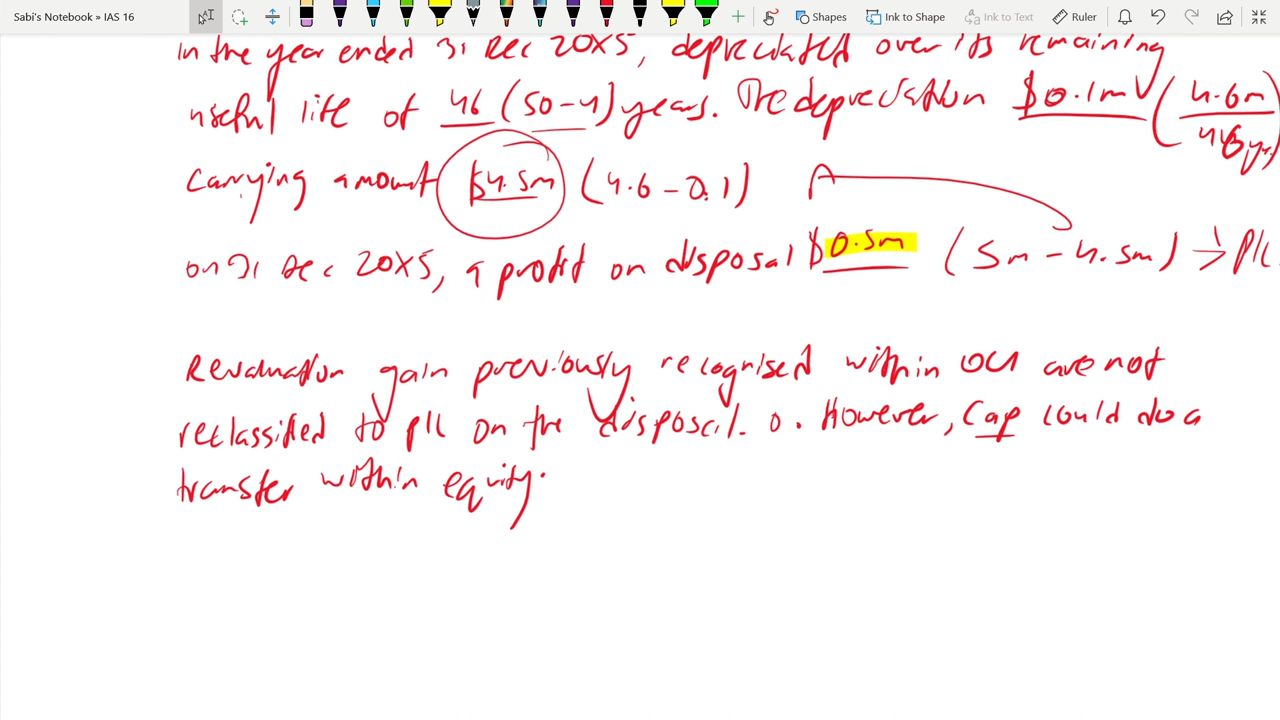 Sabi's Notebook » IAS 16
Shapes
Ink to Shape
Ink to Text
Ruler
In the year ended 31 Dec 20X5, depreciated over its remaining
useful life of 46 (50-4) years. The depreciation $0.1m (4.6m
46yr
Carrying amount $4.5m (4.6-0.1)
on 31 Dec 20X5, a profit on disposal $0.5m (5m-4.5m) → P/L
Revaluation gain previously recognised within OCI are not
reclassified to P/L on the disposal. o. However, Cap could do a
transfer within equity.